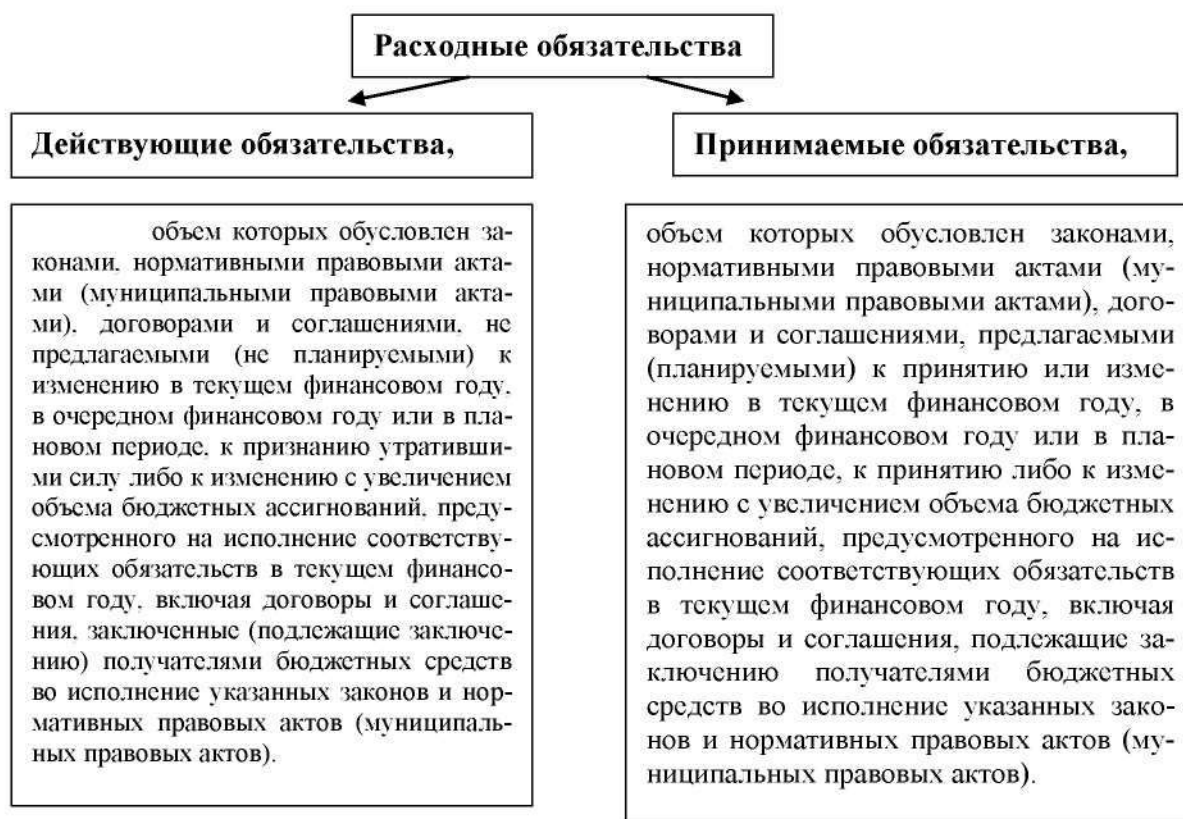 Расходные обязательства
Действующие обязательства,
Принимаемые обязательства,
объем которых обусловлен за-
конами, нормативными правовыми акта-
ми (муниципальными правовыми акта-
ми), договорами и соглашениями, не
предлагаемыми (не планируемыми) к
изменению в текущем финансовом году,
в очередном финансовом году или в пла-
новом периоде, к признанию утративши-
ми силу либо к изменению с увеличением
объема бюджетных ассигнований, преду-
смотренного на исполнение соответству-
ющих обязательств в текущем финансо-
вом году, включая договоры и соглаше-
ния, заключенные (подлежащие заключе-
нию) получателями бюджетных средств
во исполнение указанных законов и нор-
мативных правовых актов (муниципаль-
ных правовых актов).
объем которых обусловлен законами,
нормативными правовыми актами (му-
ниципальными правовыми актами), дого-
ворами и соглашениями, предлагаемыми
(планируемыми) к принятию или изме-
нению в текущем финансовом году, в
очередном финансовом году или в пла-
новом периоде, к принятию либо к изме-
нению с увеличением объема бюджетных
ассигнований, предусмотренного на ис-
полнение соответствующих обязательств
в текущем финансовом году, включая
договоры и соглашения, подлежащие за-
ключению получателями бюджетных
средств во исполнение указанных зако-
нов и нормативных правовых актов (му-
ниципальных правовых актов).